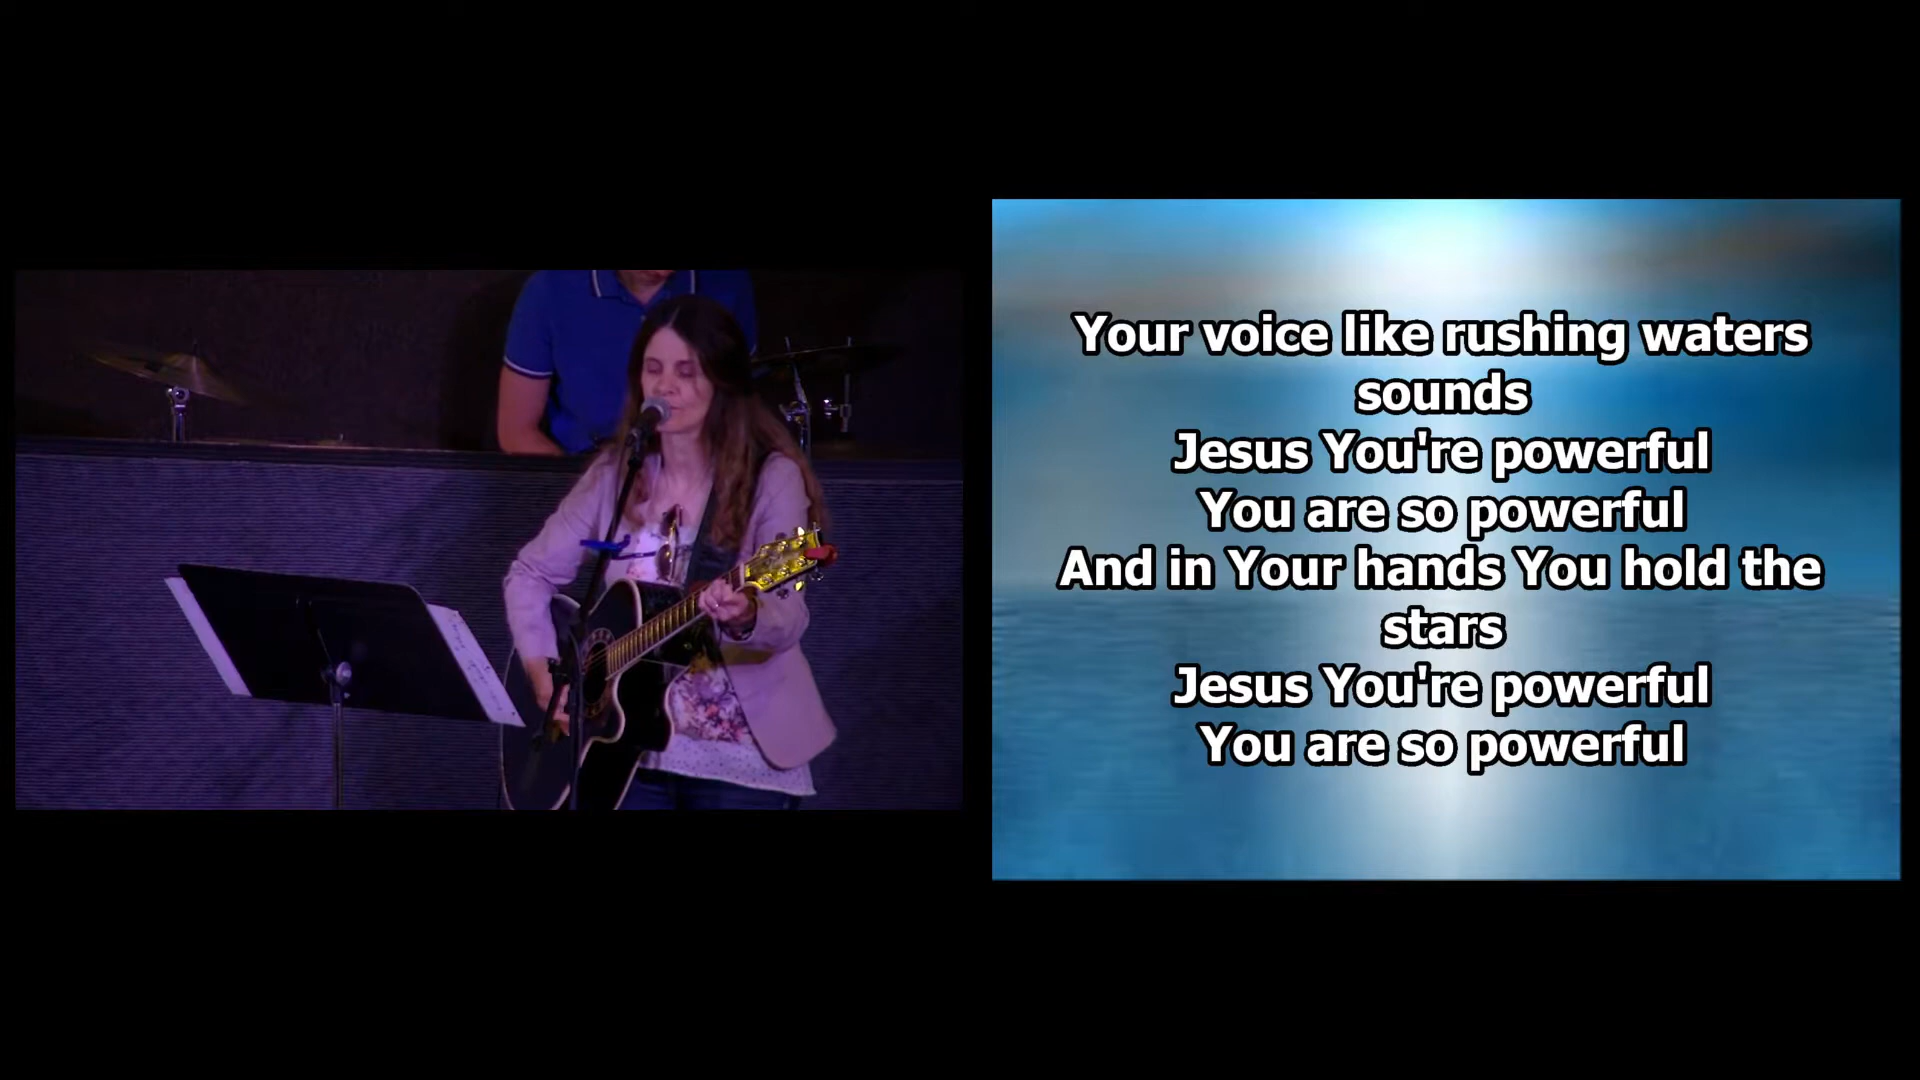 Your voice like rushing waters
sounds
Jesus You're powerful
You are so powerful
And in Your hands You hold the
stars
Jesus You're powerful
You are so powerful